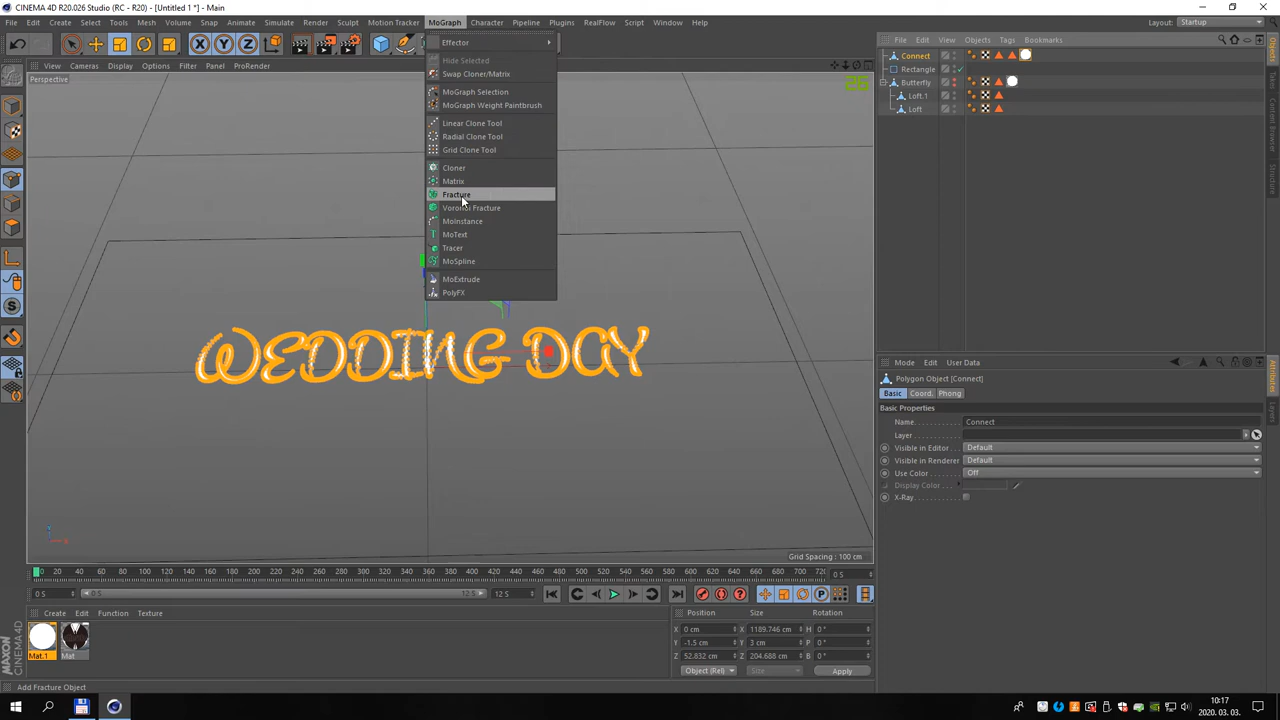 CINEMA 4D R20.026 Studio (RC - R20) - [Untitled 1 *] - Main
File Edit Create Select Tools Mesh Volume Snap Animate Simulate Render Sculpt Motion Tracker MoGraph Character Pipeline Plugins RealFlow Script Window Help
Layout: Startup
View Cameras Display Options Filter Panel ProRender
Perspective
Effector
Hide Selected
Swap Cloner/Matrix
MoGraph Selection
MoGraph Weight Paintbrush
Linear Clone Tool
Radial Clone Tool
Grid Clone Tool
Cloner
Matrix
Fracture
Voronoi Fracture
MoInstance
MoText
Tracer
MoSpline
MoExtrude
PolyFX
WEDDING DAY
Grid Spacing : 100 cm
File Edit View Objects Tags Bookmarks
Connect
Rectangle
Butterfly
Loft.1
Loft
Mode Edit User Data
Polygon Object [Connect]
Basic Coord. Phong
Basic Properties
Name Connect
Layer
Visible in Editor Default
Visible in Renderer Default
Use Color Off
Display Color
X-Ray
0 20 40 60 80 100 120 140 160 180 200 220 240 260 280 300 320 340 360 380 400 420 440 460 480 500 520 540 560 580 600 620 640 660 680 700 720
0 S
0 S 0 S 12 S 12 S
Create Edit Function Texture
Mat.1 Mat
Position Size Rotation
X 0 cm X 1189.746 cm H 0 °
Y -1.5 cm Y 3 cm P 0 °
Z 52.832 cm Z 204.688 cm B 0 °
Object (Rel) Size Apply
MAXON CINEMA 4D
Add Fracture Object
10:17
2020. 03. 03.